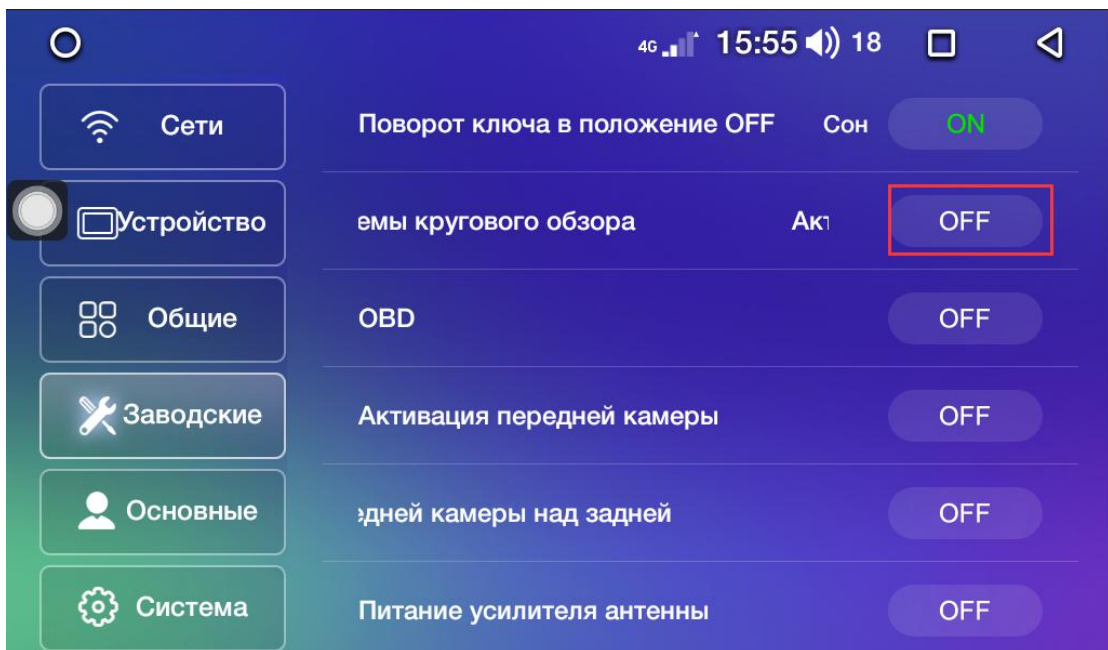 4G 15:55 18
Сети
Поворот ключа в положение OFF Сон ON
Устройство
емы кругового обзора OFF
Общие
OBD OFF
Заводские
Активация передней камеры OFF
Основные
дней камеры над задней OFF
Система
Питание усилителя антенны OFF